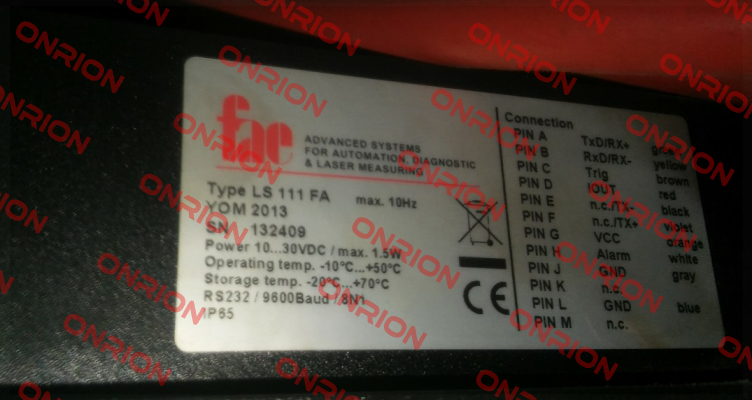 fae
ADVANCED SYSTEMS
FOR AUTOMATION, DIAGNOSTIC
& LASER MEASURING
Type LS 111 FA max. 10Hz
YOM 2013
SN 132409
Power 10...30VDC / max. 1.5W
Operating temp. -10°C...+50°C
Storage temp. -20°C...+70°C
RS232 / 9600Baud / 8N1
IP65
CE
Connection
PIN A TxD/RX+
PIN B RxD/RX- yellow
PIN C Trig brown
PIN D IOUT red
PIN E n.c./TX- black
PIN F n.c./TX+ violet
PIN G VCC orange
PIN H Alarm white
PIN J GND gray
PIN K n.c.
PIN L GND blue
PIN M n.c.
ONRION